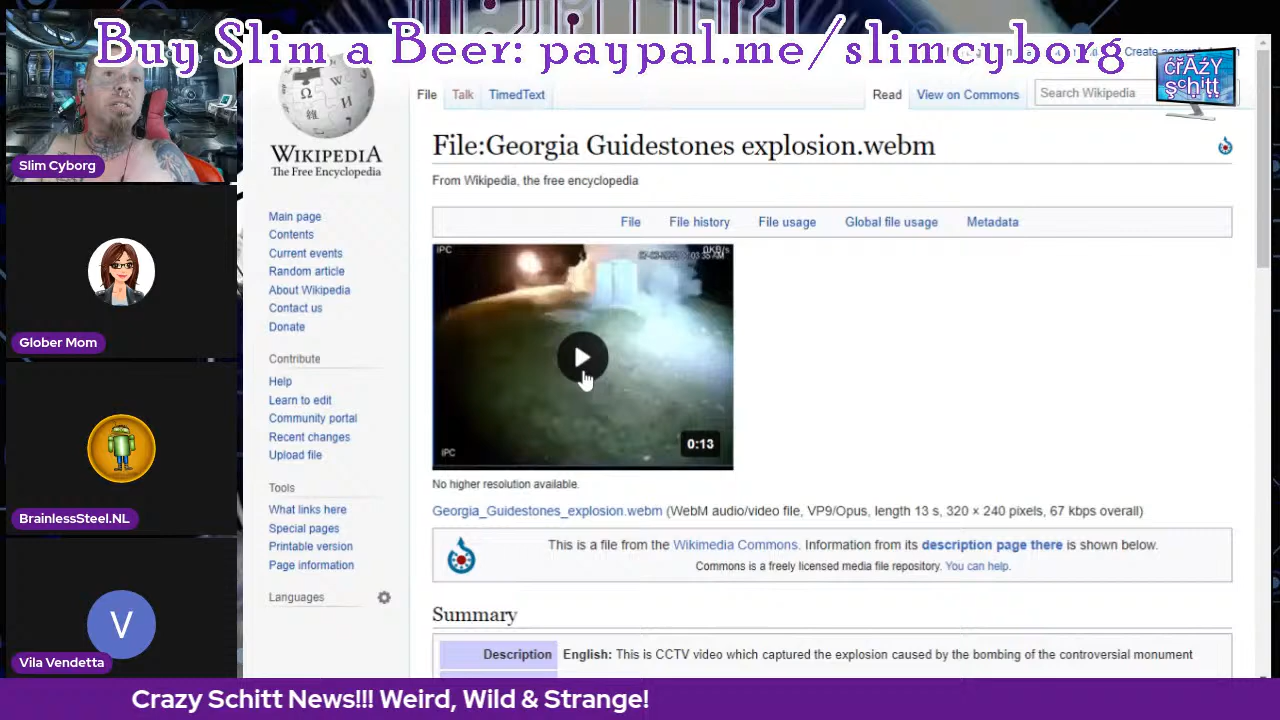 Buy Slim a Beer: paypal.me/slimcyborg
Create account
ćřÁŹY
şchitt
File
Talk
TimedText
Read
View on Commons
Search Wikipedia
Slim Cyborg
WIKIPEDIA
The Free Encyclopedia
File:Georgia Guidestones explosion.webm
From Wikipedia, the free encyclopedia
Main page
Contents
Current events
Random article
About Wikipedia
Contact us
Donate
Contribute
Help
Learn to edit
Community portal
Recent changes
Upload file
Tools
What links here
Special pages
Printable version
Page information
Languages
File
File history
File usage
Global file usage
Metadata
IPC
0KB/s
IPC
0:13
No higher resolution available.
Georgia_Guidestones_explosion.webm (WebM audio/video file, VP9/Opus, length 13 s, 320 × 240 pixels, 67 kbps overall)
This is a file from the Wikimedia Commons. Information from its description page there is shown below.
Commons is a freely licensed media file repository. You can help.
Summary
Description
English: This is CCTV video which captured the explosion caused by the bombing of the controversial monument
Glober Mom
BrainlessSteel.NL
V
Vila Vendetta
Crazy Schitt News!!! Weird, Wild & Strange!